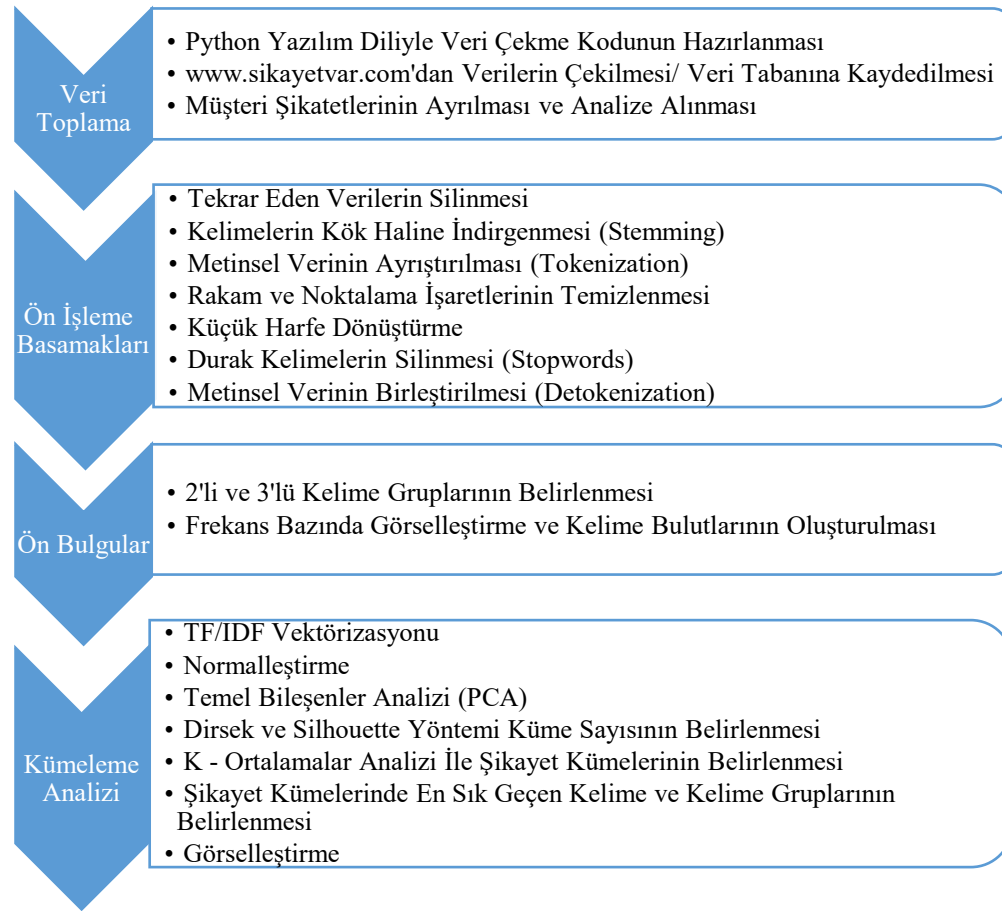 Veri
Toplama
• Python Yazılım Diliyle Veri Çekme Kodunun Hazırlanması
• www.sikayetvar.com'dan Verilerin Çekilmesi/ Veri Tabanına Kaydedilmesi
• Müşteri Şikatetlerinin Ayrılması ve Analize Alınması
Ön İşleme
Basamakları
• Tekrar Eden Verilerin Silinmesi
• Kelimelerin Kök Haline İndirgenmesi (Stemming)
• Metinsel Verinin Ayrıştırılması (Tokenization)
• Rakam ve Noktalama İşaretlerinin Temizlenmesi
• Küçük Harfe Dönüştürme
• Durak Kelimelerin Silinmesi (Stopwords)
• Metinsel Verinin Birleştirilmesi (Detokenization)
Ön Bulgular
• 2'li ve 3'lü Kelime Gruplarının Belirlenmesi
• Frekans Bazında Görselleştirme ve Kelime Bulutlarının Oluşturulması
Kümeleme
Analizi
• TF/IDF Vektörizasyonu
• Normalleştirme
• Temel Bileşenler Analizi (PCA)
• Dirsek ve Silhouette Yöntemi Küme Sayısının Belirlenmesi
• K - Ortalamalar Analizi İle Şikayet Kümelerinin Belirlenmesi
• Şikayet Kümelerinde En Sık Geçen Kelime ve Kelime Gruplarının
Belirlenmesi
• Görselleştirme